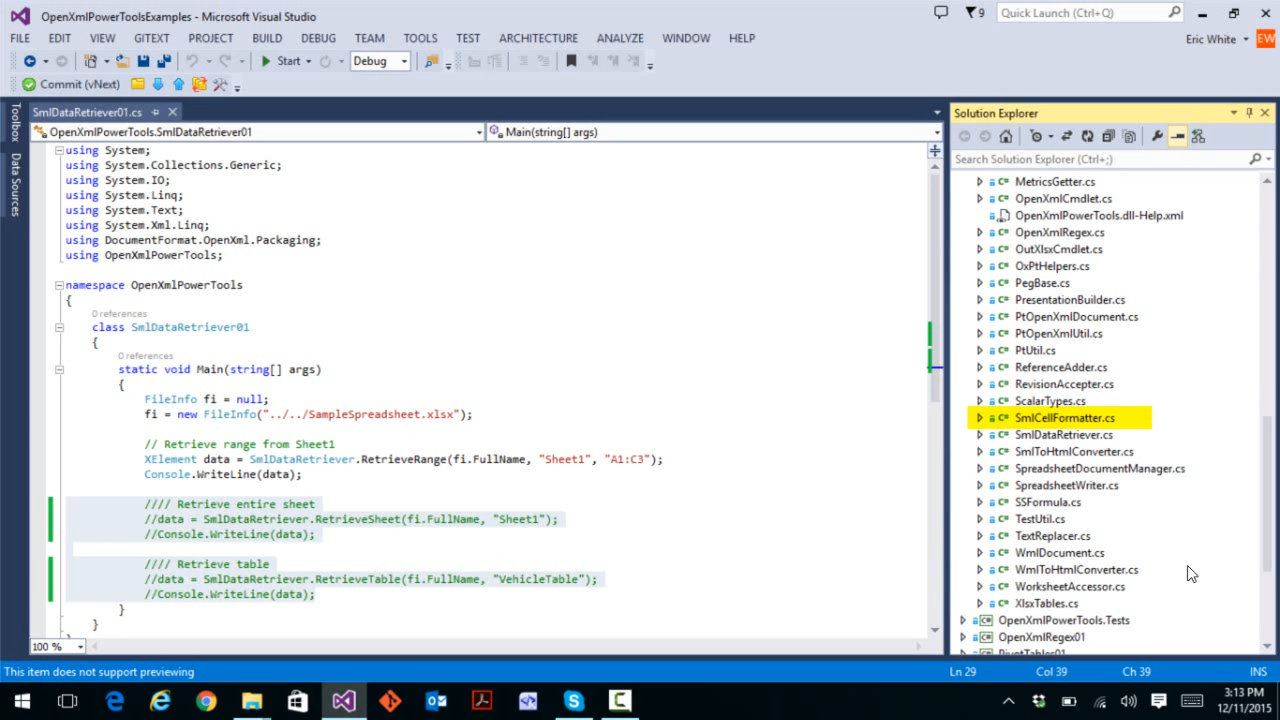 OpenXmlPowerToolsExamples - Microsoft Visual Studio
9
Quick Launch (Ctrl+Q)
FILE EDIT VIEW GITEXT PROJECT BUILD DEBUG TEAM TOOLS TEST ARCHITECTURE ANALYZE WINDOW HELP
Eric White EW
Start Debug
Commit (vNext)
Toolbox
Data Sources
SmlDataRetriever01.cs
OpenXmlPowerTools.SmlDataRetriever01
Main(string[] args)
using System;
using System.Collections.Generic;
using System.IO;
using System.Linq;
using System.Text;
using System.Xml.Linq;
using DocumentFormat.OpenXml.Packaging;
using OpenXmlPowerTools;
namespace OpenXmlPowerTools
{
0 references
class SmlDataRetriever01
{
0 references
static void Main(string[] args)
{
FileInfo fi = null;
fi = new FileInfo("../../SampleSpreadsheet.xlsx");
// Retrieve range from Sheet1
XElement data = SmlDataRetriever.RetrieveRange(fi.FullName, "Sheet1", "A1:C3");
Console.WriteLine(data);
//// Retrieve entire sheet
//data = SmlDataRetriever.RetrieveSheet(fi.FullName, "Sheet1");
//Console.WriteLine(data);
//// Retrieve table
//data = SmlDataRetriever.RetrieveTable(fi.FullName, "VehicleTable");
//Console.WriteLine(data);
}
}
100 %
Solution Explorer
Search Solution Explorer (Ctrl+;)
MetricsGetter.cs
OpenXmlCmdlet.cs
OpenXmlPowerTools.dll-Help.xml
OpenXmlRegex.cs
OutXlsxCmdlet.cs
OxPtHelpers.cs
PegBase.cs
PresentationBuilder.cs
PtOpenXmlDocument.cs
PtOpenXmlUtil.cs
PtUtil.cs
ReferenceAdder.cs
RevisionAccepter.cs
ScalarTypes.cs
SmlCellFormatter.cs
SmlDataRetriever.cs
SmlToHtmlConverter.cs
SpreadsheetDocumentManager.cs
SpreadsheetWriter.cs
SSFormula.cs
TestUtil.cs
TextReplacer.cs
WmlDocument.cs
WmlToHtmlConverter.cs
WorksheetAccessor.cs
XlsxTables.cs
OpenXmlPowerTools.Tests
OpenXmlRegex01
PivotTables01
This item does not support previewing
Ln 29 Col 39 Ch 39 INS
3:13 PM
12/11/2015